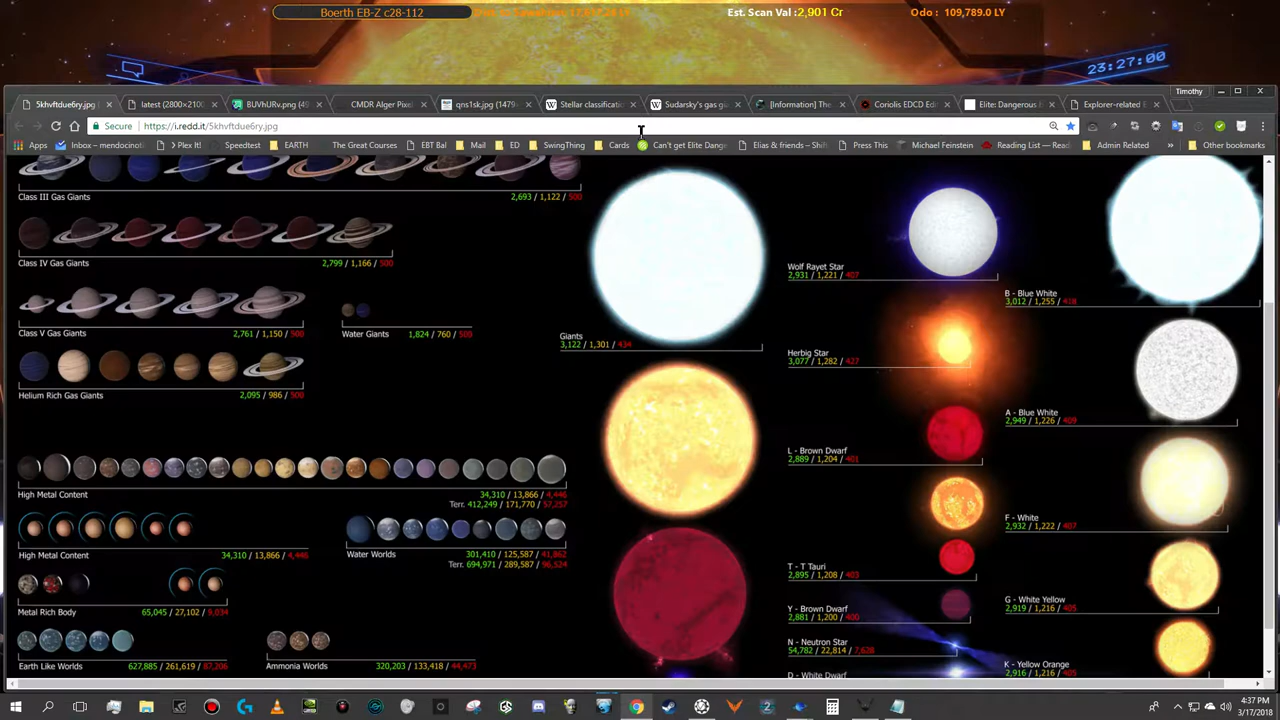 Boerth EB-Z c28-112
Est. Scan Val :2,901 Cr
Odo : 109,789.0 LY
23:27:00
Timothy
5khvftdue6ry.jpg
latest (2800×2100
BUVhURv.png (49
CMDR Alger Pixel
qns1sk.jpg (1479
Stellar classificatio
Sudarsky's gas gi
[Information] The
Coriolis EDCD Edi
Elite: Dangerous
Explorer-related E
Secure
https://i.redd.it/5khvftdue6ry.jpg
Apps
Inbox – mendocinot
> Plex It!
Speedtest
EARTH
The Great Courses
EBT Bal
Mail
ED
SwingThing
Cards
Can't get Elite Dange
Elias & friends – Shi
Press This
Michael Feinstein
Reading List — Red
Admin Related
»
Other bookmarks
Class III Gas Giants
2,693 / 1,122 / 500
Class IV Gas Giants
2,799 / 1,166 / 500
Class V Gas Giants
2,761 / 1,150 / 500
Water Giants
1,824 / 760 / 500
Helium Rich Gas Giants
2,095 / 986 / 500
High Metal Content
34,310 / 13,866 / 4,446
Terr. 412,249 / 171,770 / 57,257
High Metal Content
34,310 / 13,866 / 4,446
Water Worlds
301,410 / 125,587 / 41,862
Terr. 694,971 / 289,587 / 96,524
Metal Rich Body
65,045 / 27,102 / 9,034
Earth Like Worlds
627,885 / 261,619 / 87,206
Ammonia Worlds
320,203 / 133,418 / 44,473
Giants
3,122 / 1,301 / 434
Wolf Rayet Star
2,931 / 1,221 / 407
Herbig Star
3,077 / 1,282 / 427
L - Brown Dwarf
2,889 / 1,204 / 401
T - T Tauri
2,895 / 1,208 / 403
Y - Brown Dwarf
2,881 / 1,200 / 400
N - Neutron Star
54,782 / 22,814 / 7,628
D - White Dwarf
B - Blue White
3,012 / 1,255 / 418
A - Blue White
2,949 / 1,226 / 409
F - White
2,932 / 1,222 / 407
G - White Yellow
2,919 / 1,216 / 405
K - Yellow Orange
2,916 / 1,216 / 405
4:37 PM
3/17/2018